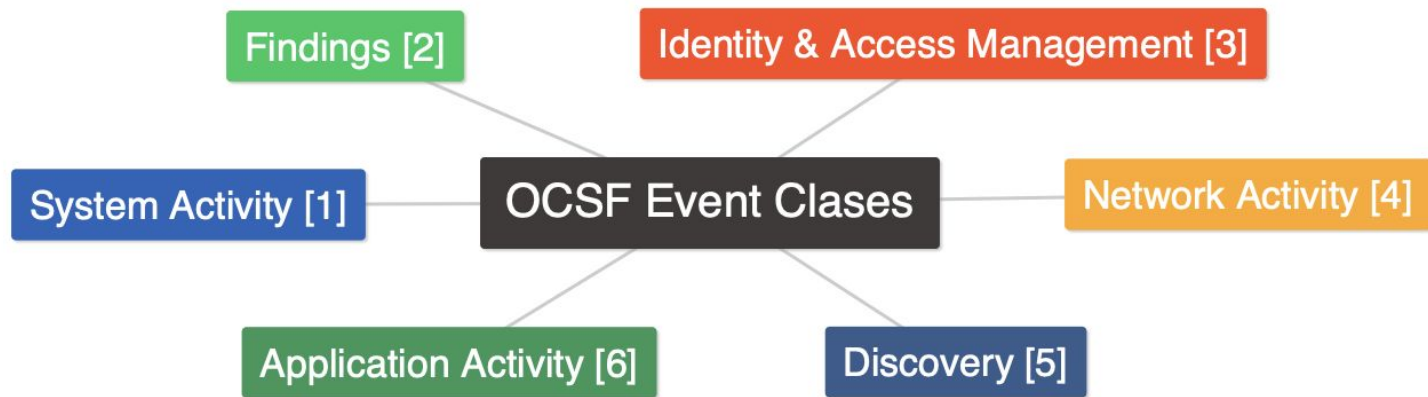 Findings [2]
Identity & Access Management [3]
System Activity [1]
OCSF Event Clases
Network Activity [4]
Application Activity [6]
Discovery [5]